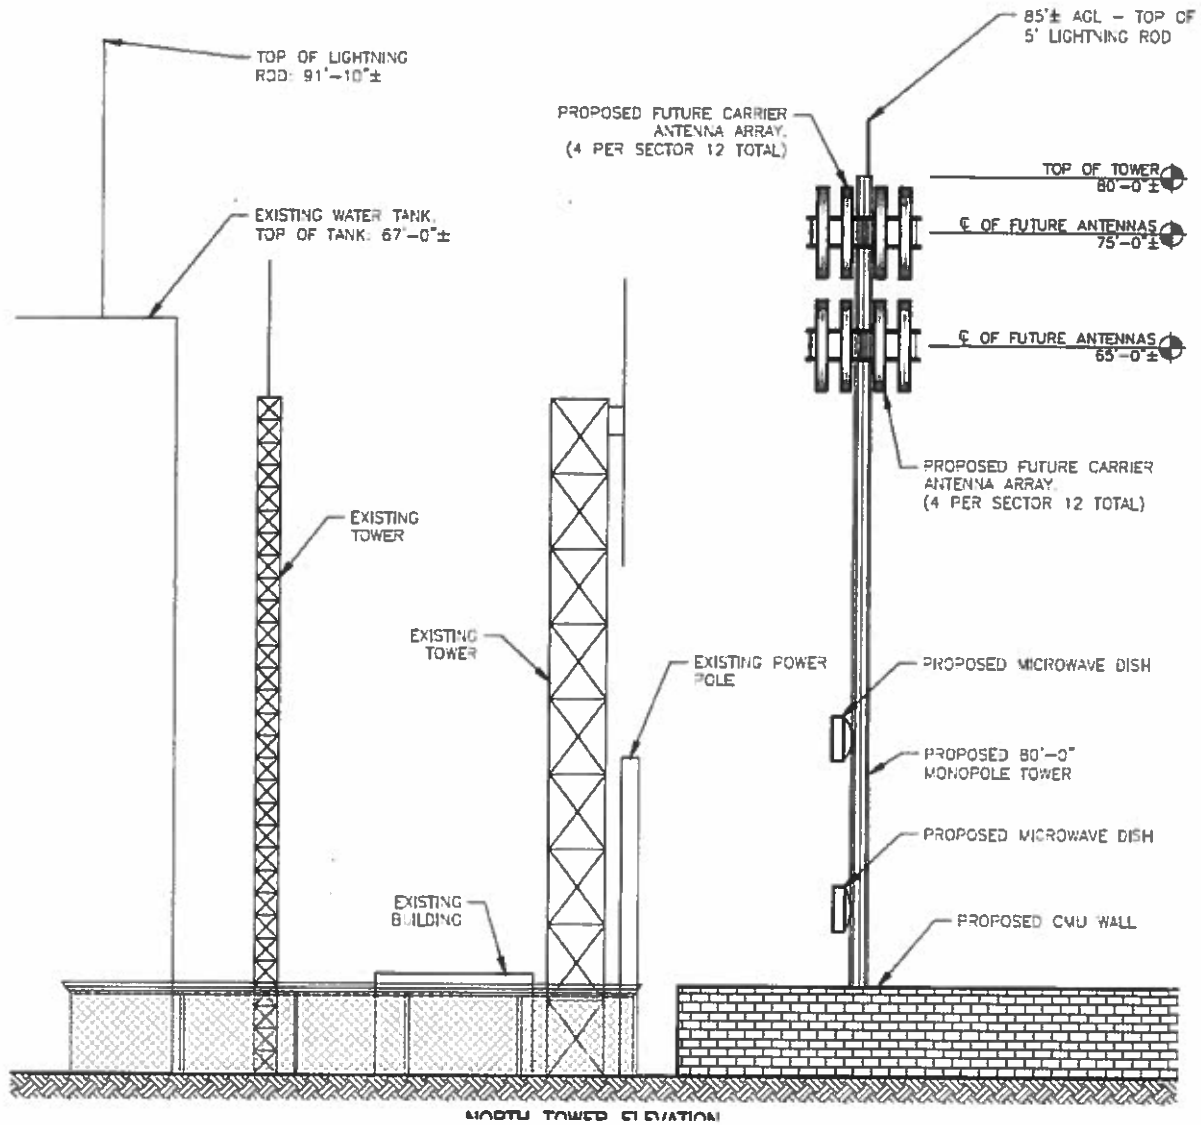 TOP OF LIGHTNING
ROD: 91'-10"±
85'± AGL - TOP OF
5' LIGHTNING ROD
PROPOSED FUTURE CARRIER
ANTENNA ARRAY.
(4 PER SECTOR 12 TOTAL)
TOP OF TOWER
80'-0"±
EXISTING WATER TANK.
TOP OF TANK: 67'-0"±
℄ OF FUTURE ANTENNAS
75'-0"±
℄ OF FUTURE ANTENNAS
65'-0"±
PROPOSED FUTURE CARRIER
ANTENNA ARRAY.
(4 PER SECTOR 12 TOTAL)
EXISTING
TOWER
EXISTING
TOWER
EXISTING POWER
POLE
PROPOSED MICROWAVE DISH
PROPOSED 80'-0"
MONOPOLE TOWER
PROPOSED MICROWAVE DISH
EXISTING
BUILDING
PROPOSED CMU WALL
NORTH TOWER ELEVATION